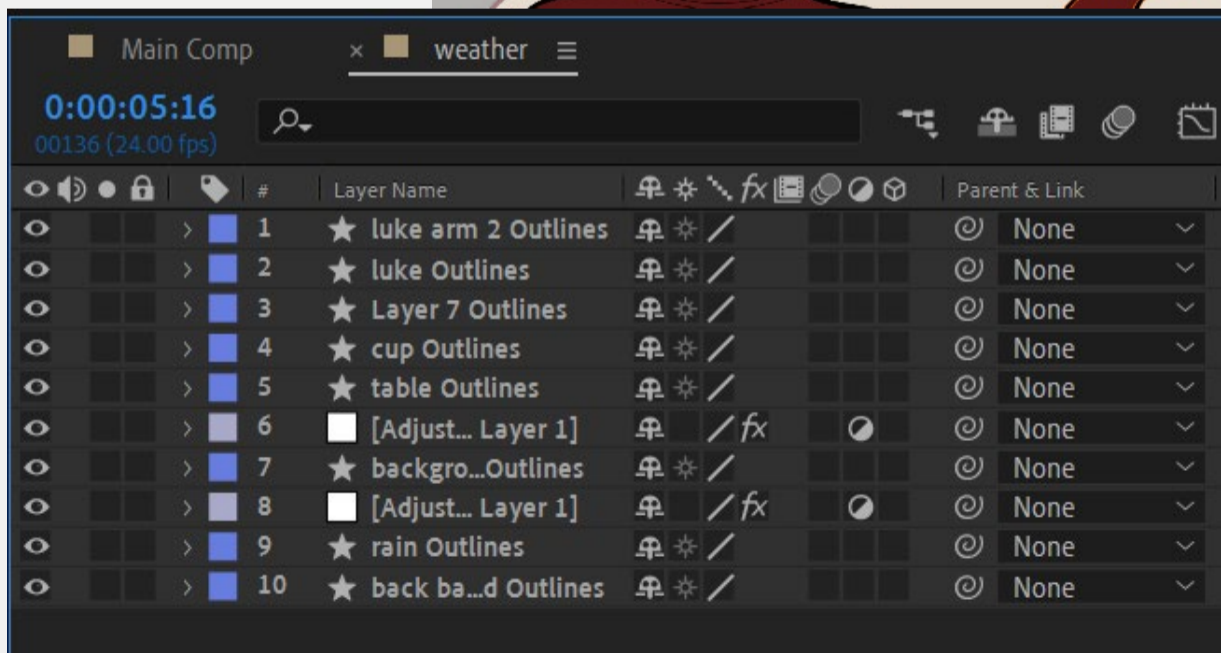 Main Comp × weather
0:00:05:16
00136 (24.00 fps)
# Layer Name fx Parent & Link
1 luke arm 2 Outlines None
2 luke Outlines None
3 Layer 7 Outlines None
4 cup Outlines None
5 table Outlines None
6 [Adjust... Layer 1] fx None
7 backgro...Outlines None
8 [Adjust... Layer 1] fx None
9 rain Outlines None
10 back ba...d Outlines None